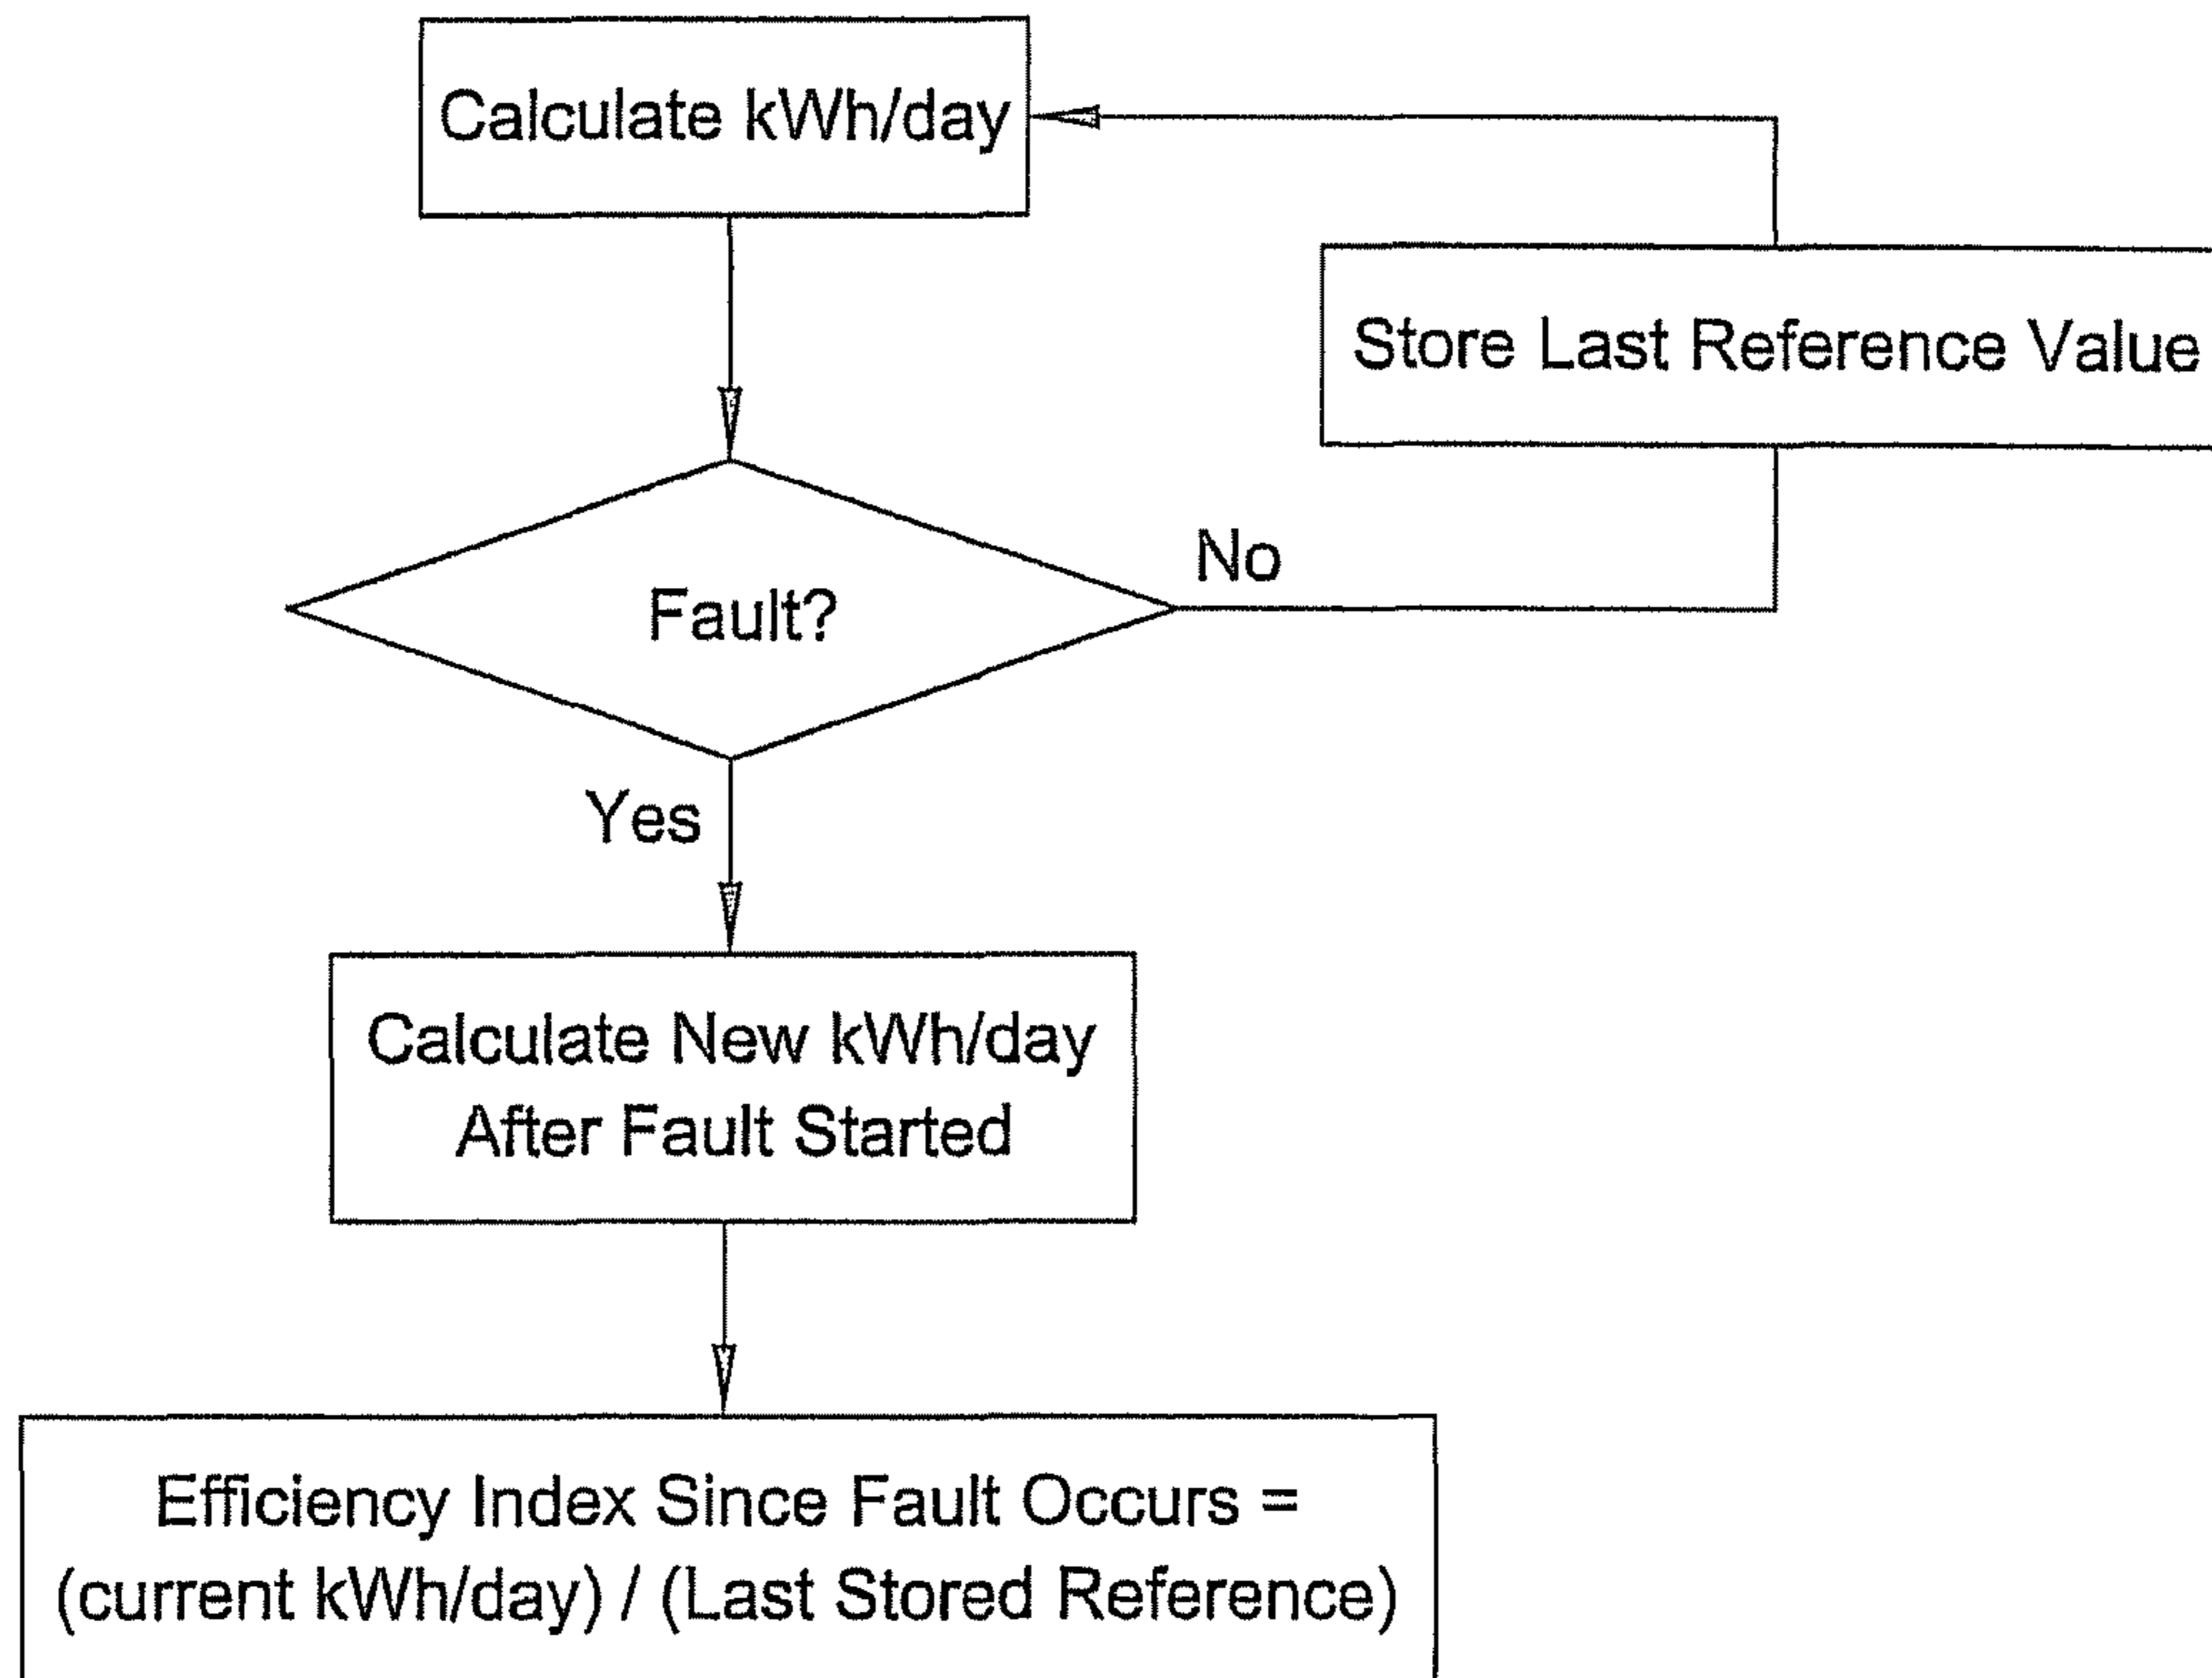 Calculate kWh/day
Store Last Reference Value
No
Fault?
Yes
Calculate New kWh/day
After Fault Started
Efficiency Index Since Fault Occurs =
(current kWh/day) / (Last Stored Reference)